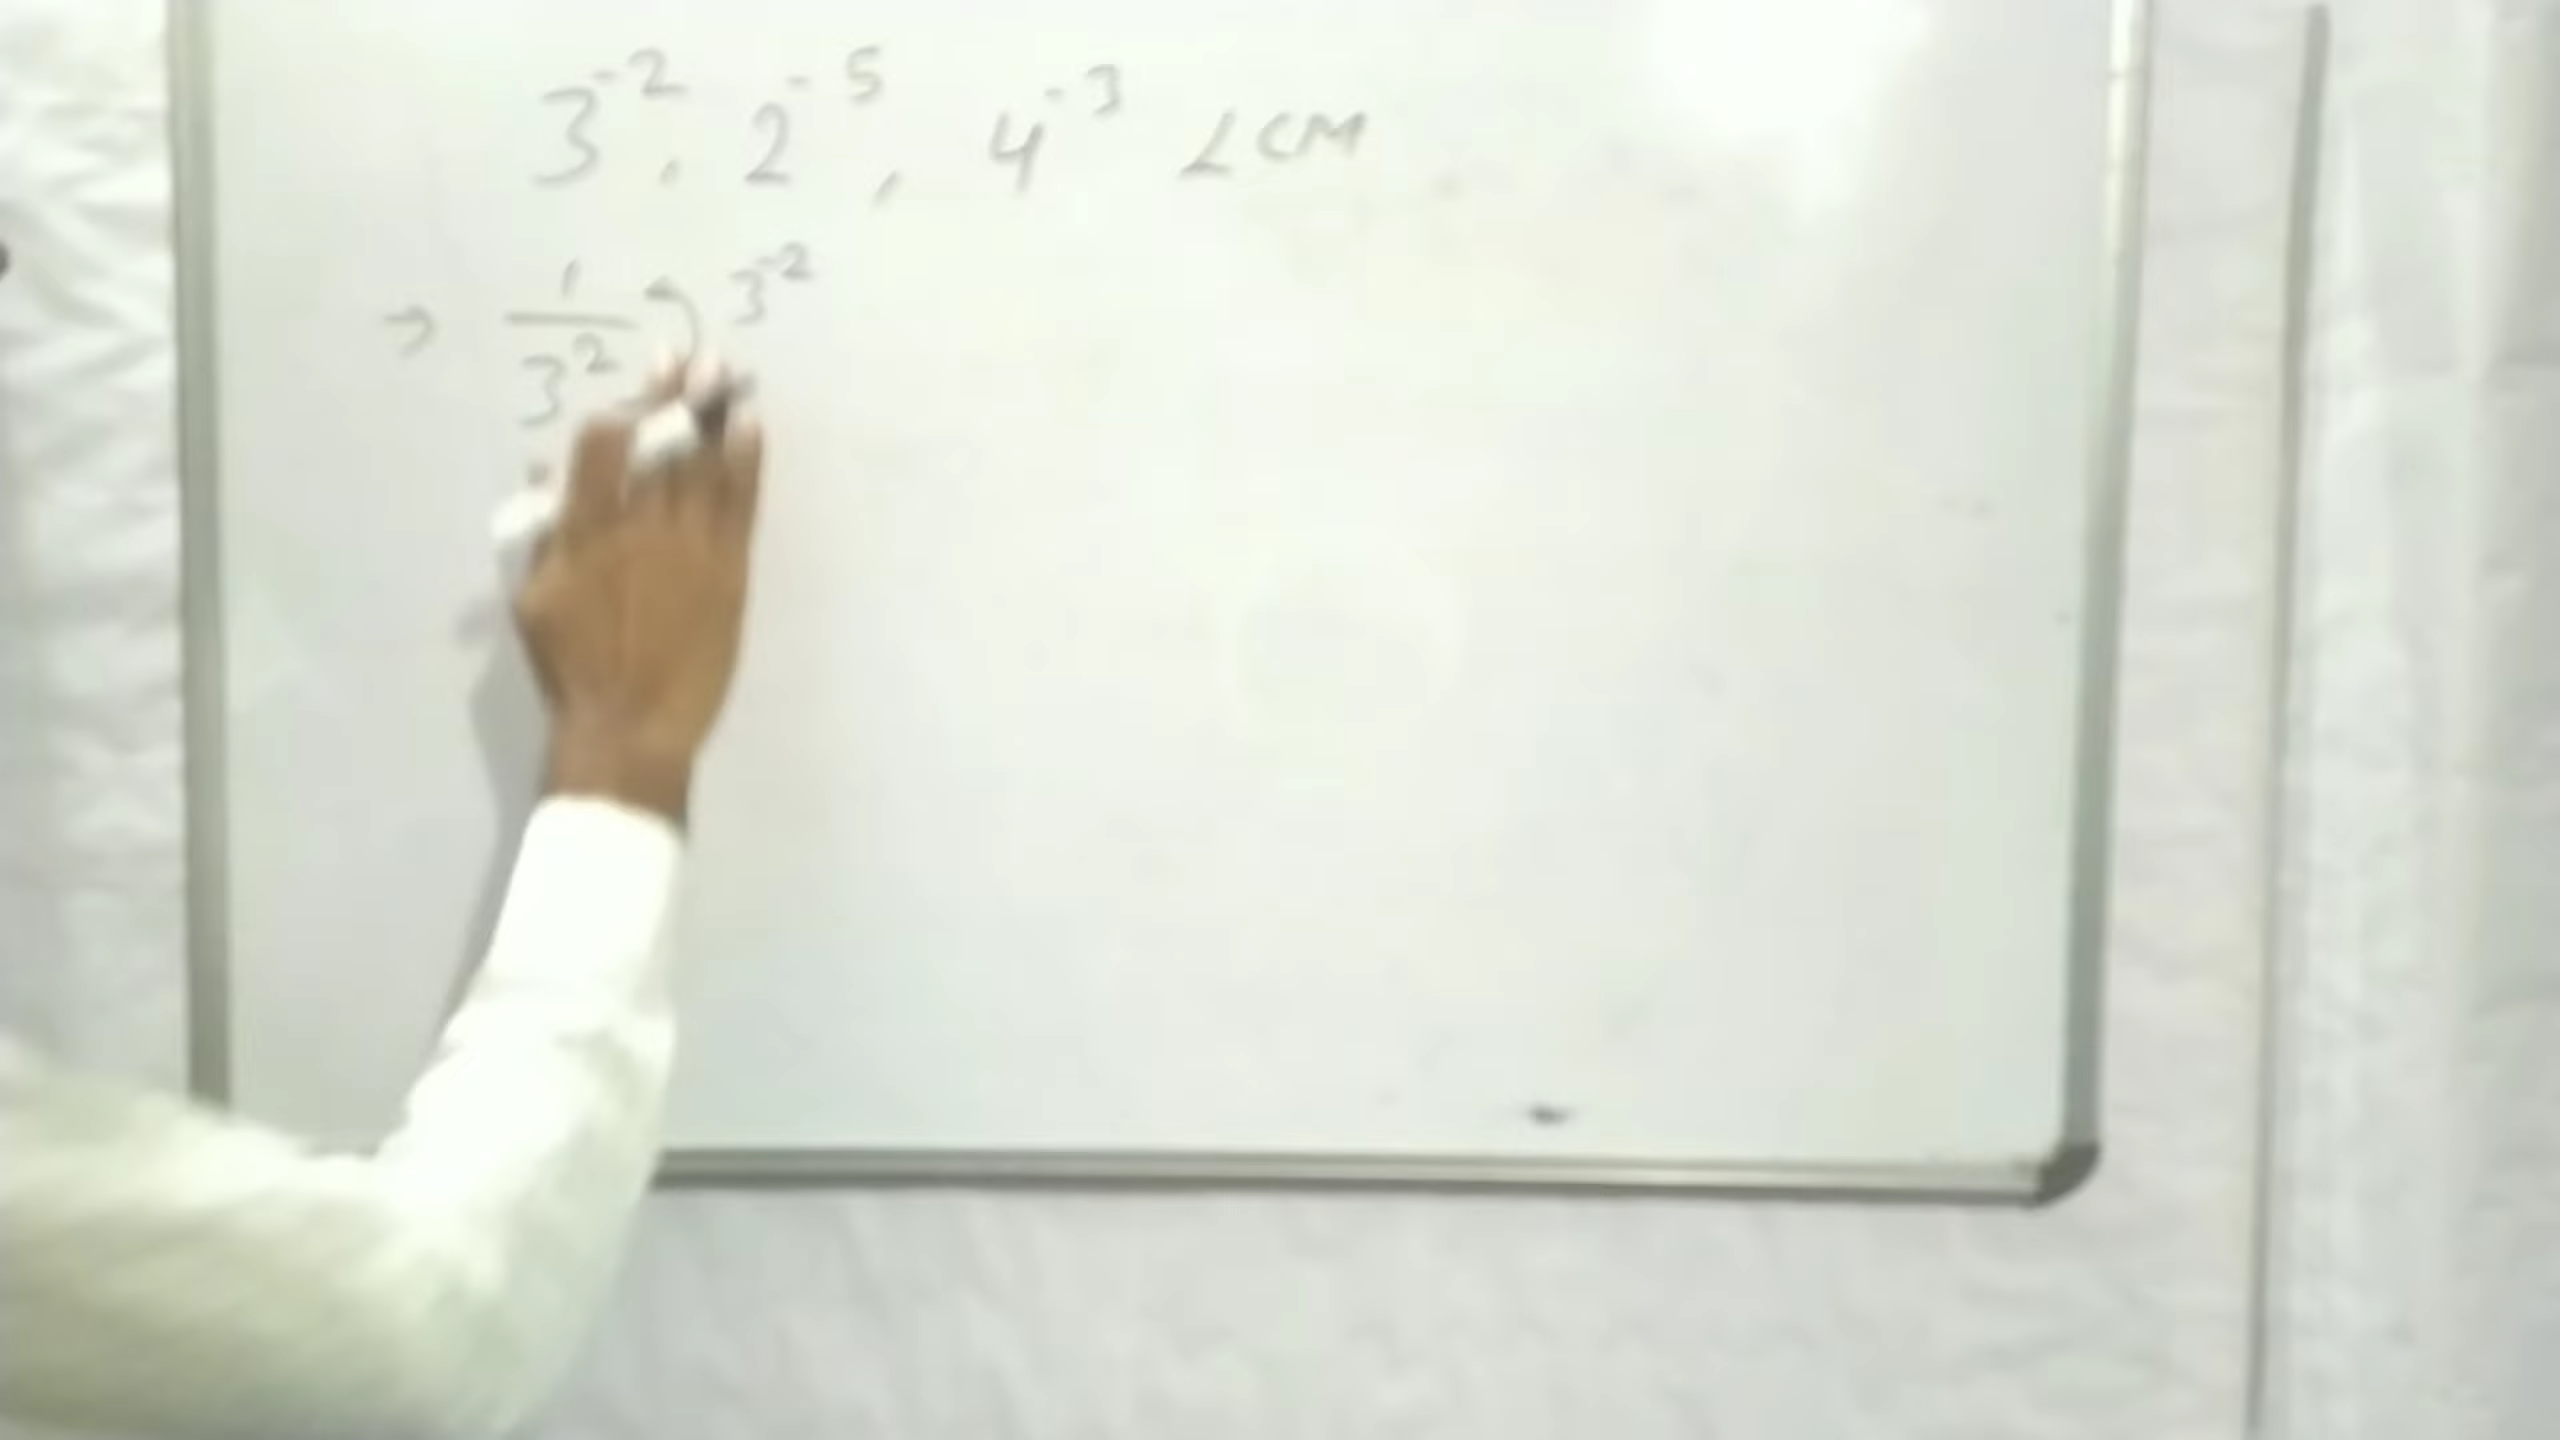 3⁻², 2⁻⁵, 4⁻³ LCM
→ 1/3² 3⁻²